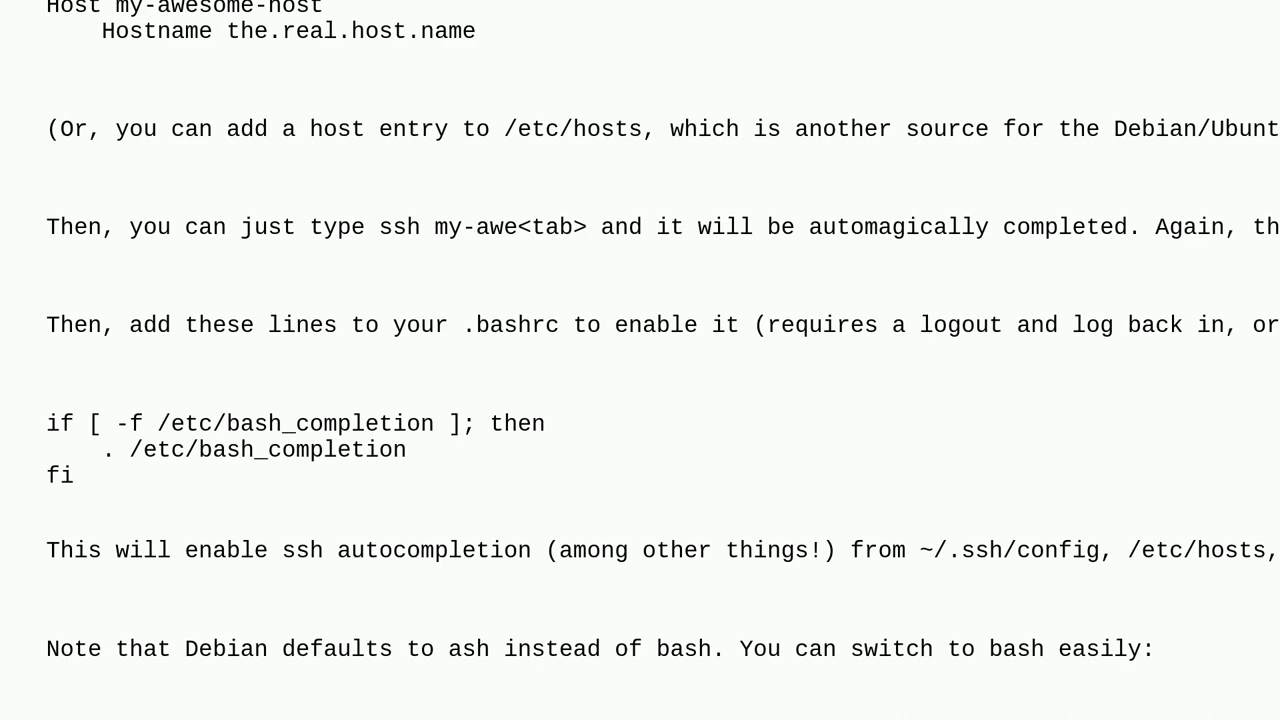 Host my-awesome-host
    Hostname the.real.host.name
(Or, you can add a host entry to /etc/hosts, which is another source for the Debian/Ubunt
Then, you can just type ssh my-awe<tab> and it will be automagically completed. Again, th
Then, add these lines to your .bashrc to enable it (requires a logout and log back in, or
if [ -f /etc/bash_completion ]; then
    . /etc/bash_completion
fi
This will enable ssh autocompletion (among other things!) from ~/.ssh/config, /etc/hosts,
Note that Debian defaults to ash instead of bash. You can switch to bash easily: